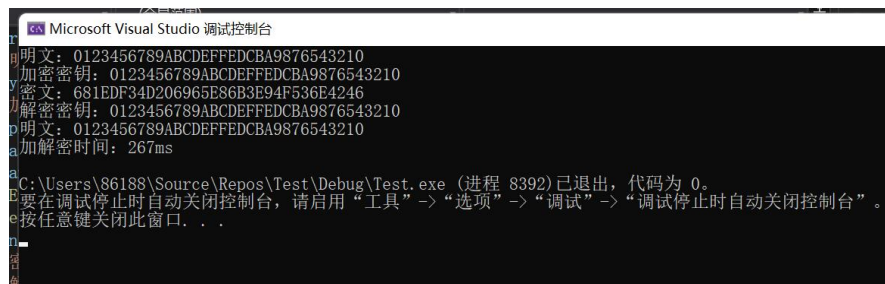 Microsoft Visual Studio 调试控制台
明文：0123456789ABCDEFFEDCBA9876543210
加密密钥：0123456789ABCDEFFEDCBA9876543210
密文：681EDF34D206965E86B3E94F536E4246
解密密钥：0123456789ABCDEFFEDCBA9876543210
明文：0123456789ABCDEFFEDCBA9876543210
加解密时间：267ms
C:\Users\86188\Source\Repos\Test\Debug\Test.exe (进程 8392)已退出，代码为 0。
要在调试停止时自动关闭控制台，请启用“工具”->“选项”->“调试”->“调试停止时自动关闭控制台”。
按任意键关闭此窗口. . .